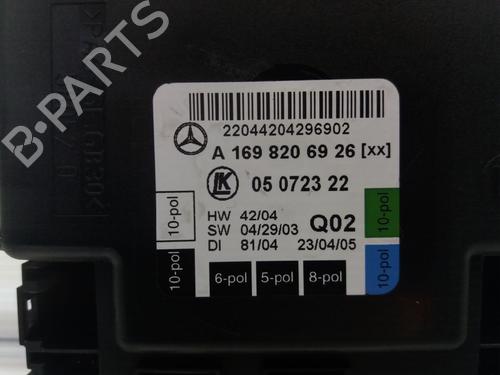 22044204296902
A 169 820 69 26 [xx]
LK 05 0723 22
HW 42/04
SW 04/29/03 Q02
DI 81/04 23/04/05
10-pol
10-pol
10-pol
10-pol
6-pol 5-pol 8-pol